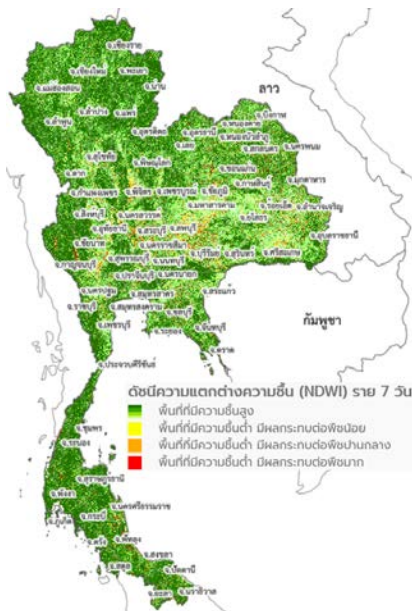 จ.เชียงราย
จ.เชียงใหม่
จ.พะเยา
จ.แม่ฮ่องสอน
จ.น่าน
ลาว
จ.ลำปาง
จ.แพร่
จ.ลำพูน
จ.อุตรดิตถ์
จ.บึงกาฬ
จ.หนองคาย
จ.อุดรธานี
จ.หนองบัวลำภู
จ.เลย
จ.สกลนคร
จ.นครพนม
จ.สุโขทัย
จ.พิษณุโลก
จ.ตาก
จ.ขอนแก่น
จ.กาฬสินธุ์
จ.มุกดาหาร
จ.กำแพงเพชร
จ.พิจิตร
จ.เพชรบูรณ์
จ.ชัยภูมิ
จ.มหาสารคาม
จ.ร้อยเอ็ด
จ.อำนาจเจริญ
จ.ยโสธร
จ.สิงห์บุรี
จ.นครสวรรค์
จ.อุทัยธานี
จ.สระบุรี
จ.ลพบุรี
จ.อุบลราชธานี
จ.ชัยนาท
จ.นครราชสีมา
จ.บุรีรัมย์
จ.สุรินทร์
จ.ศรีสะเกษ
จ.กาญจนบุรี
จ.สุพรรณบุรี
จ.นนทบุรี
จ.ปราจีนบุรี
จ.นครนายก
จ.สระแก้ว
จ.นครปฐม
จ.สมุทรสาคร
จ.ราชบุรี
จ.สมุทรสงคราม
จ.ชลบุรี
กัมพูชา
จ.เพชรบุรี
จ.ระยอง
จ.จันทบุรี
จ.ตราด
จ.ประจวบคีรีขันธ์
ดัชนีความแตกต่างความชื้น (NDWI) ราย 7 วัน
พื้นที่ที่มีความชื้นสูง
พื้นที่ที่มีความชื้นต่ำ มีผลกระทบต่อพืชน้อย
พื้นที่ที่มีความชื้นต่ำ มีผลกระทบต่อพืชปานกลาง
พื้นที่ที่มีความชื้นต่ำ มีผลกระทบต่อพืชมาก
จ.ชุมพร
จ.ระนอง
จ.สุราษฎร์ธานี
จ.พังงา
จ.นครศรีธรรมราช
จ.กระบี่
จ.ภูเก็ต
จ.ตรัง
จ.พัทลุง
จ.สงขลา
จ.สตูล
จ.ปัตตานี
จ.ยะลา
จ.นราธิวาส